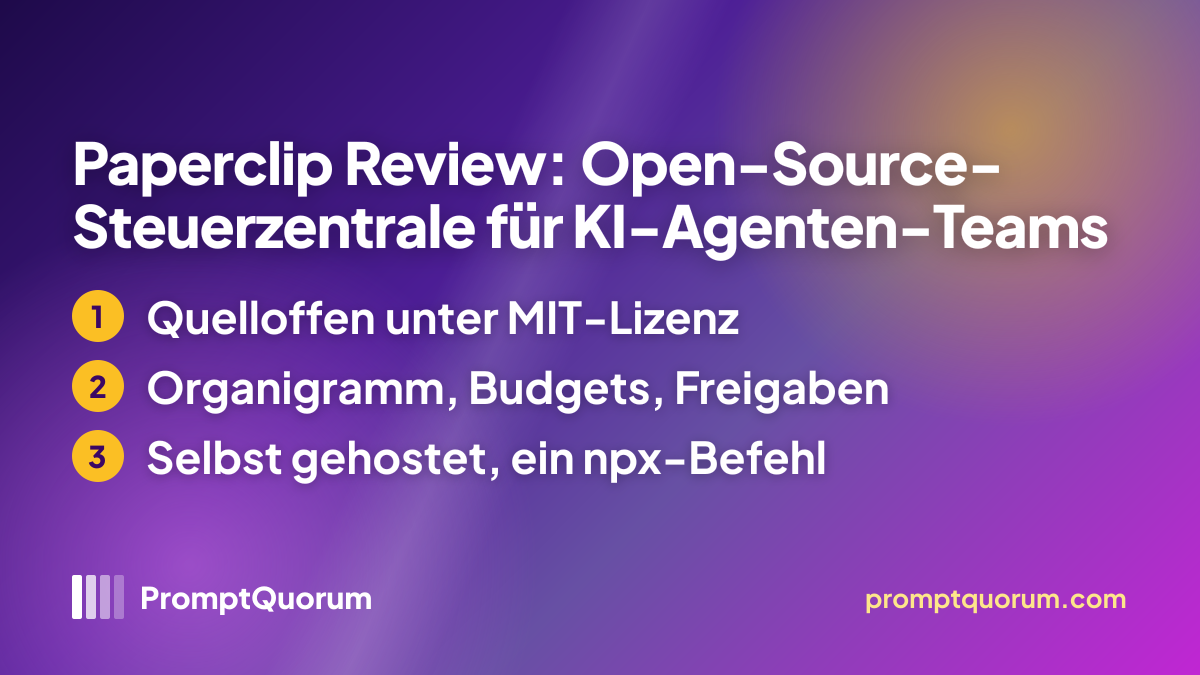 Paperclip Review: Open-Source-
Steuerzentrale für KI-Agenten-Teams
1 Quelloffen unter MIT-Lizenz
2 Organigramm, Budgets, Freigaben
3 Selbst gehostet, ein npx-Befehl
PromptQuorum
promptquorum.com